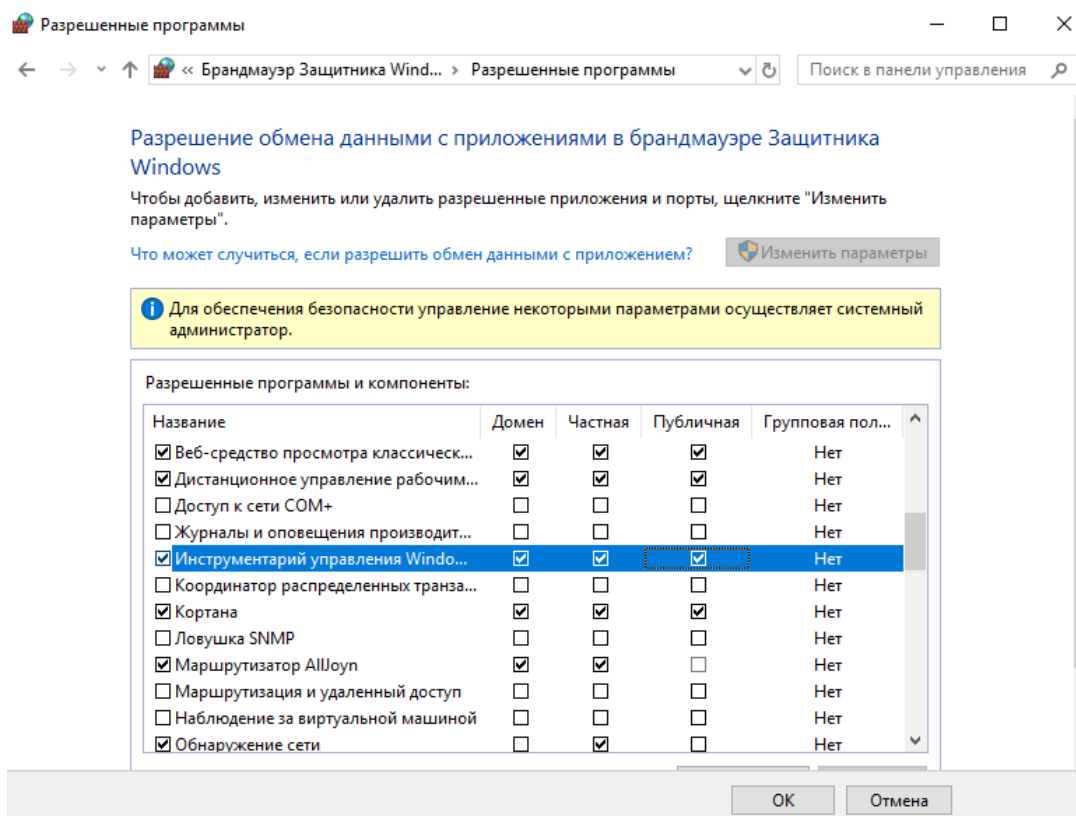 Разрешенные программы
« Брандмауэр Защитника Wind... › Разрешенные программы
Поиск в панели управления
Разрешение обмена данными с приложениями в брандмауэре Защитника
Windows
Чтобы добавить, изменить или удалить разрешенные приложения и порты, щелкните "Изменить
параметры".
Что может случиться, если разрешить обмен данными с приложением?
Изменить параметры
Для обеспечения безопасности управление некоторыми параметрами осуществляет системный
администратор.
Разрешенные программы и компоненты:
Название Домен Частная Публичная Групповая пол...
Веб-средство просмотра классическ... Нет
Дистанционное управление рабочим... Нет
Доступ к сети COM+ Нет
Журналы и оповещения производит... Нет
Инструментарий управления Windo... Нет
Координатор распределенных транза... Нет
Кортана Нет
Ловушка SNMP Нет
Маршрутизатор AllJoyn Нет
Маршрутизация и удаленный доступ Нет
Наблюдение за виртуальной машиной Нет
Обнаружение сети Нет
ОК Отмена